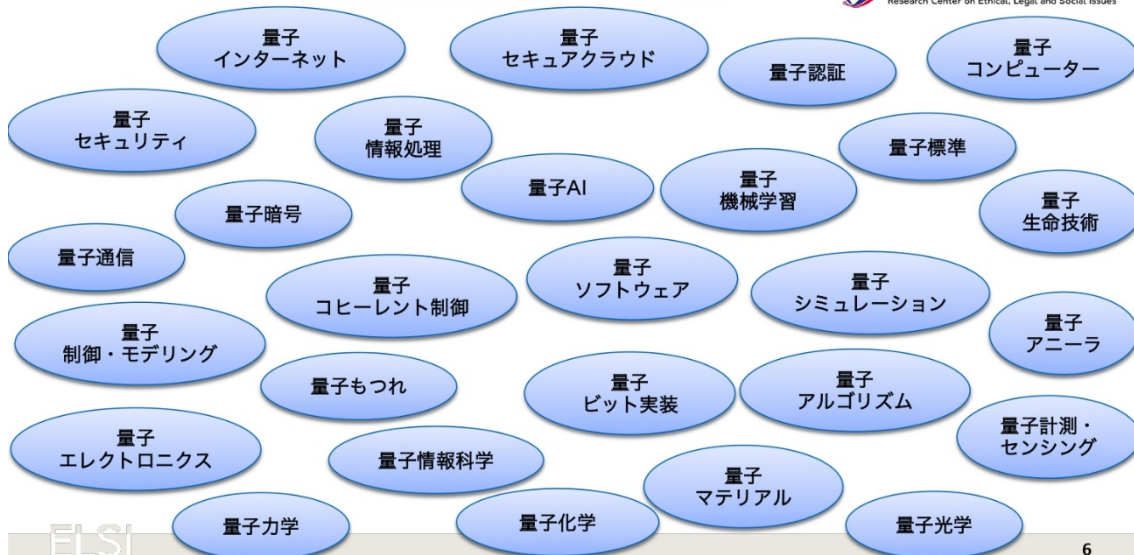 Research Center on Ethical, Legal and Social Issues
量子
インターネット
量子
セキュアクラウド
量子認証
量子
コンピューター
量子
セキュリティ
量子
情報処理
量子標準
量子AI
量子
機械学習
量子
生命技術
量子暗号
量子通信
量子
コヒーレント制御
量子
ソフトウェア
量子
シミュレーション
量子
制御・モデリング
量子
アニーラ
量子もつれ
量子
ビット実装
量子
アルゴリズム
量子計測・
センシング
量子
エレクトロニクス
量子情報科学
量子
マテリアル
量子力学
量子化学
量子光学
ELSI
6